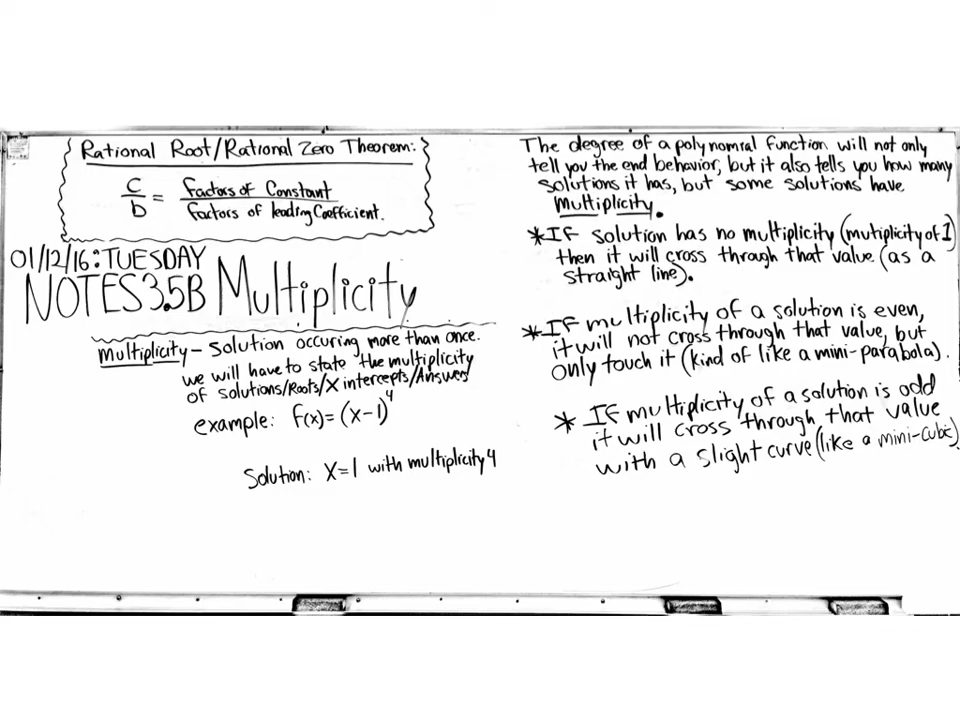 Rational Root/Rational Zero Theorem:
c/b = Factors of Constant / Factors of leading Coefficient.
01/12/16: TUESDAY
NOTES 3.5B Multiplicity
Multiplicity - Solution occuring more than once.
we will have to state the multiplicity
of solutions/Roots/X intercepts/Answers
example: f(x)=(x-1)^4
Solution: X=1 with multiplicity 4
The degree of a polynomial function will not only
tell you the end behavior, but it also tells you how many
solutions it has, but some solutions have
Multiplicity.
*IF solution has no multiplicity (mutiplicity of 1)
then it will cross through that value (as a
straight line).
*IF multiplicity of a solution is even,
it will not cross through that value, but
only touch it (kind of like a mini-parabola).
* IF multiplicity of a solution is odd
it will cross through that value
with a slight curve (like a mini-cubic).